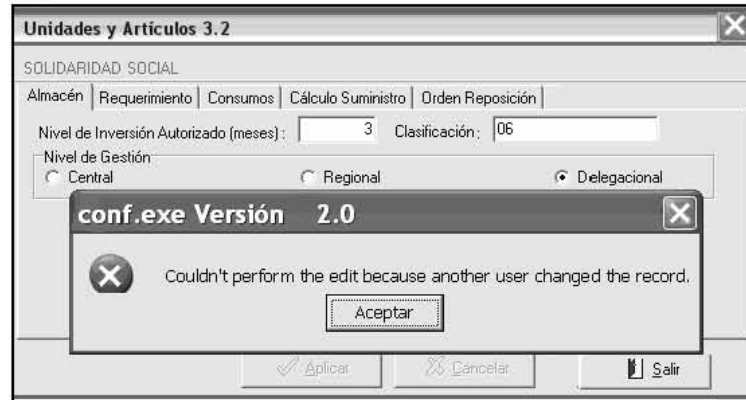 Unidades y Artículos 3.2
SOLIDARIDAD SOCIAL
Almacén Requerimiento Consumos Cálculo Suministro Orden Reposición
Nivel de Inversión Autorizado (meses) : 3 Clasificación : 06
Nivel de Gestión
Central Regional Delegacional
conf.exe Versión 2.0
Couldn't perform the edit because another user changed the record.
Aceptar
Aplicar Cancelar Salir